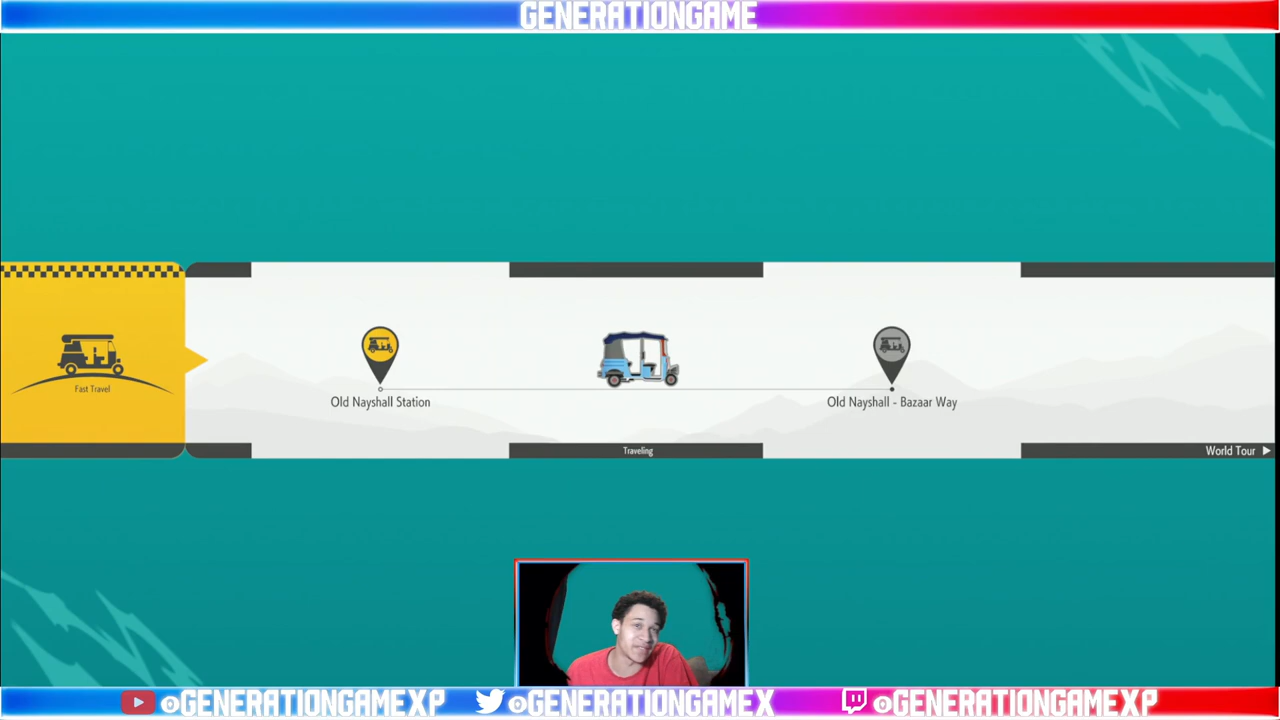 GENERATIONGAME
Fast Travel
Old Nayshall Station
Old Nayshall - Bazaar Way
Traveling
World Tour
@GENERATIONGAMEXP
@GENERATIONGAMEX
@GENERATIONGAMEXP